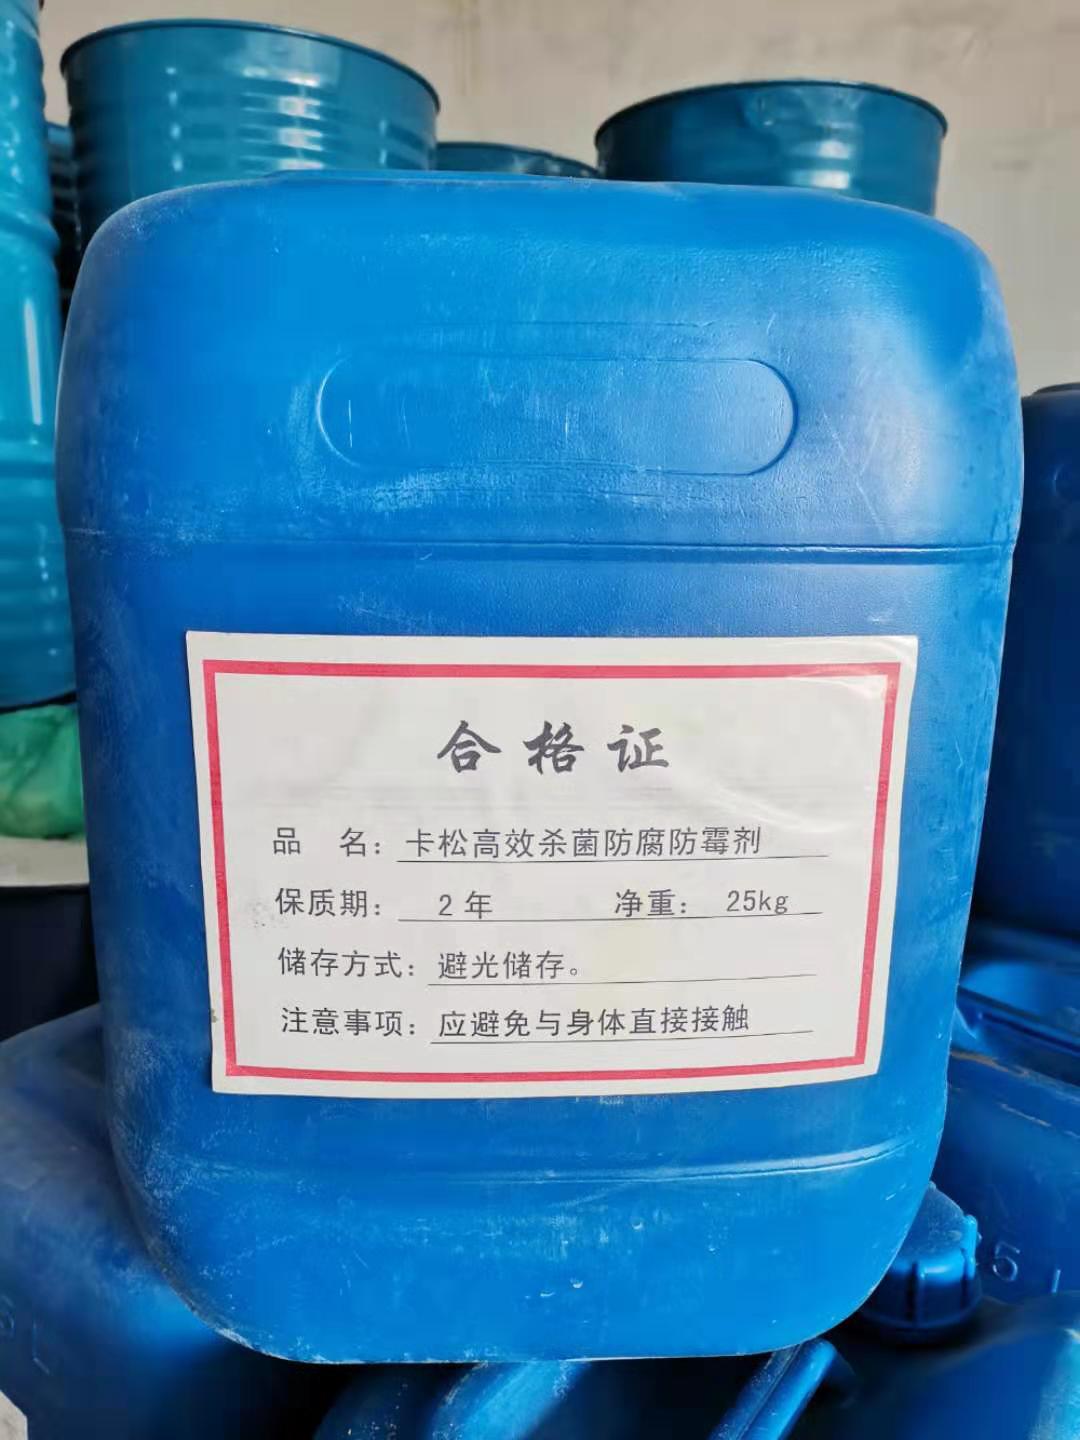 合格证
品 名：卡松高效杀菌防腐防霉剂
保质期： 2年 净重： 25kg
储存方式：避光储存。
注意事项：应避免与身体直接接触